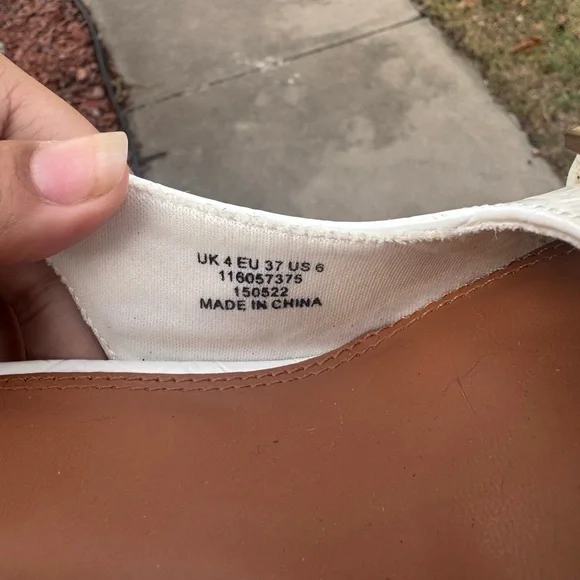 UK 4 EU 37 US 6
116057375
150522
MADE IN CHINA